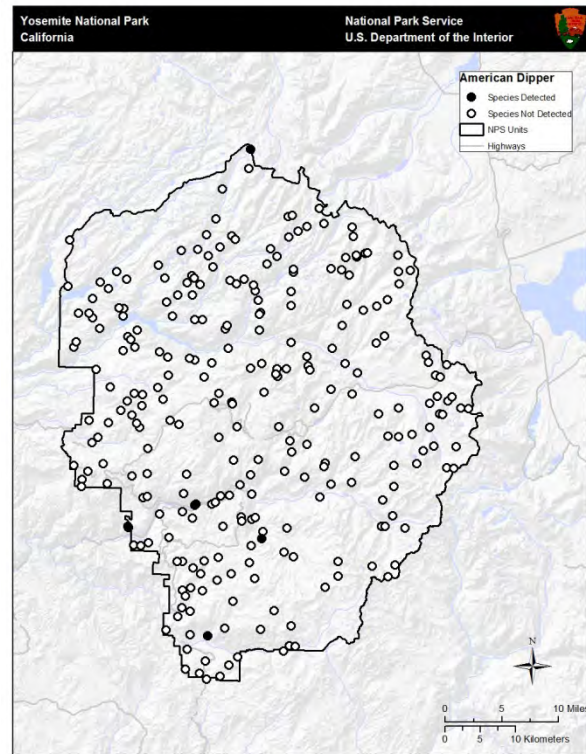 Yosemite National Park
California
National Park Service
U.S. Department of the Interior
American Dipper
Species Detected
Species Not Detected
NPS Units
Highways
N
0 5 10 Miles
0 5 10 Kilometers